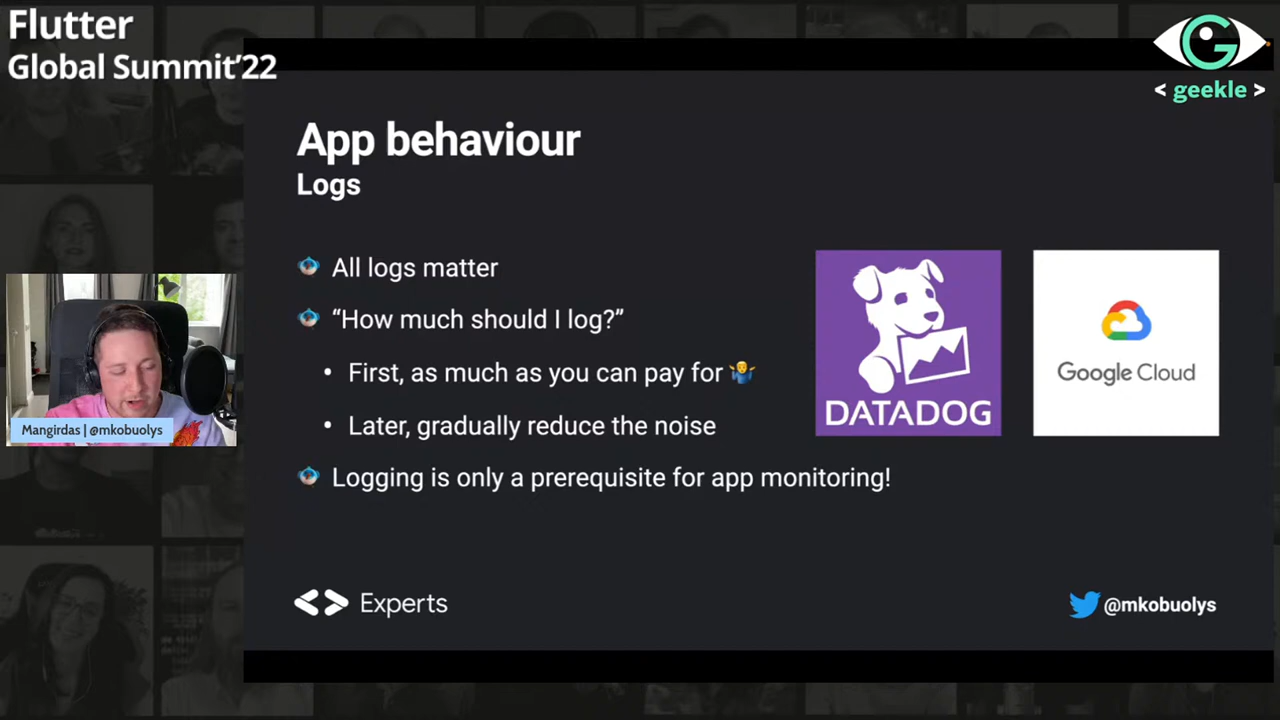 Flutter
Global Summit'22
< geekle >
App behaviour
Logs
All logs matter
“How much should I log?”
• First, as much as you can pay for 🤷‍♂️
• Later, gradually reduce the noise
Logging is only a prerequisite for app monitoring!
DATADOG
Google Cloud
Mangirdas | @mkobuolys
<> Experts
@mkobuolys